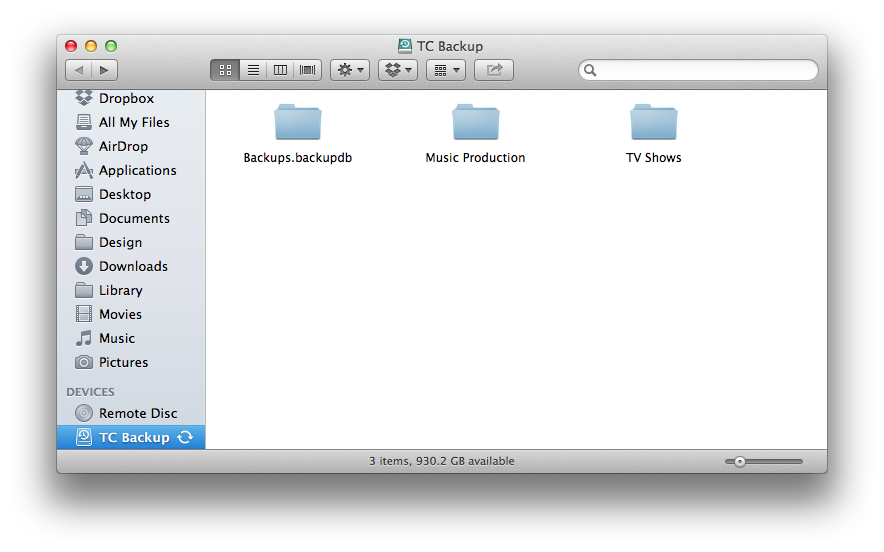 TC Backup
Dropbox
All My Files
AirDrop
Applications
Desktop
Documents
Design
Downloads
Library
Movies
Music
Pictures
DEVICES
Remote Disc
TC Backup
Backups.backupdb
Music Production
TV Shows
3 items, 930.2 GB available